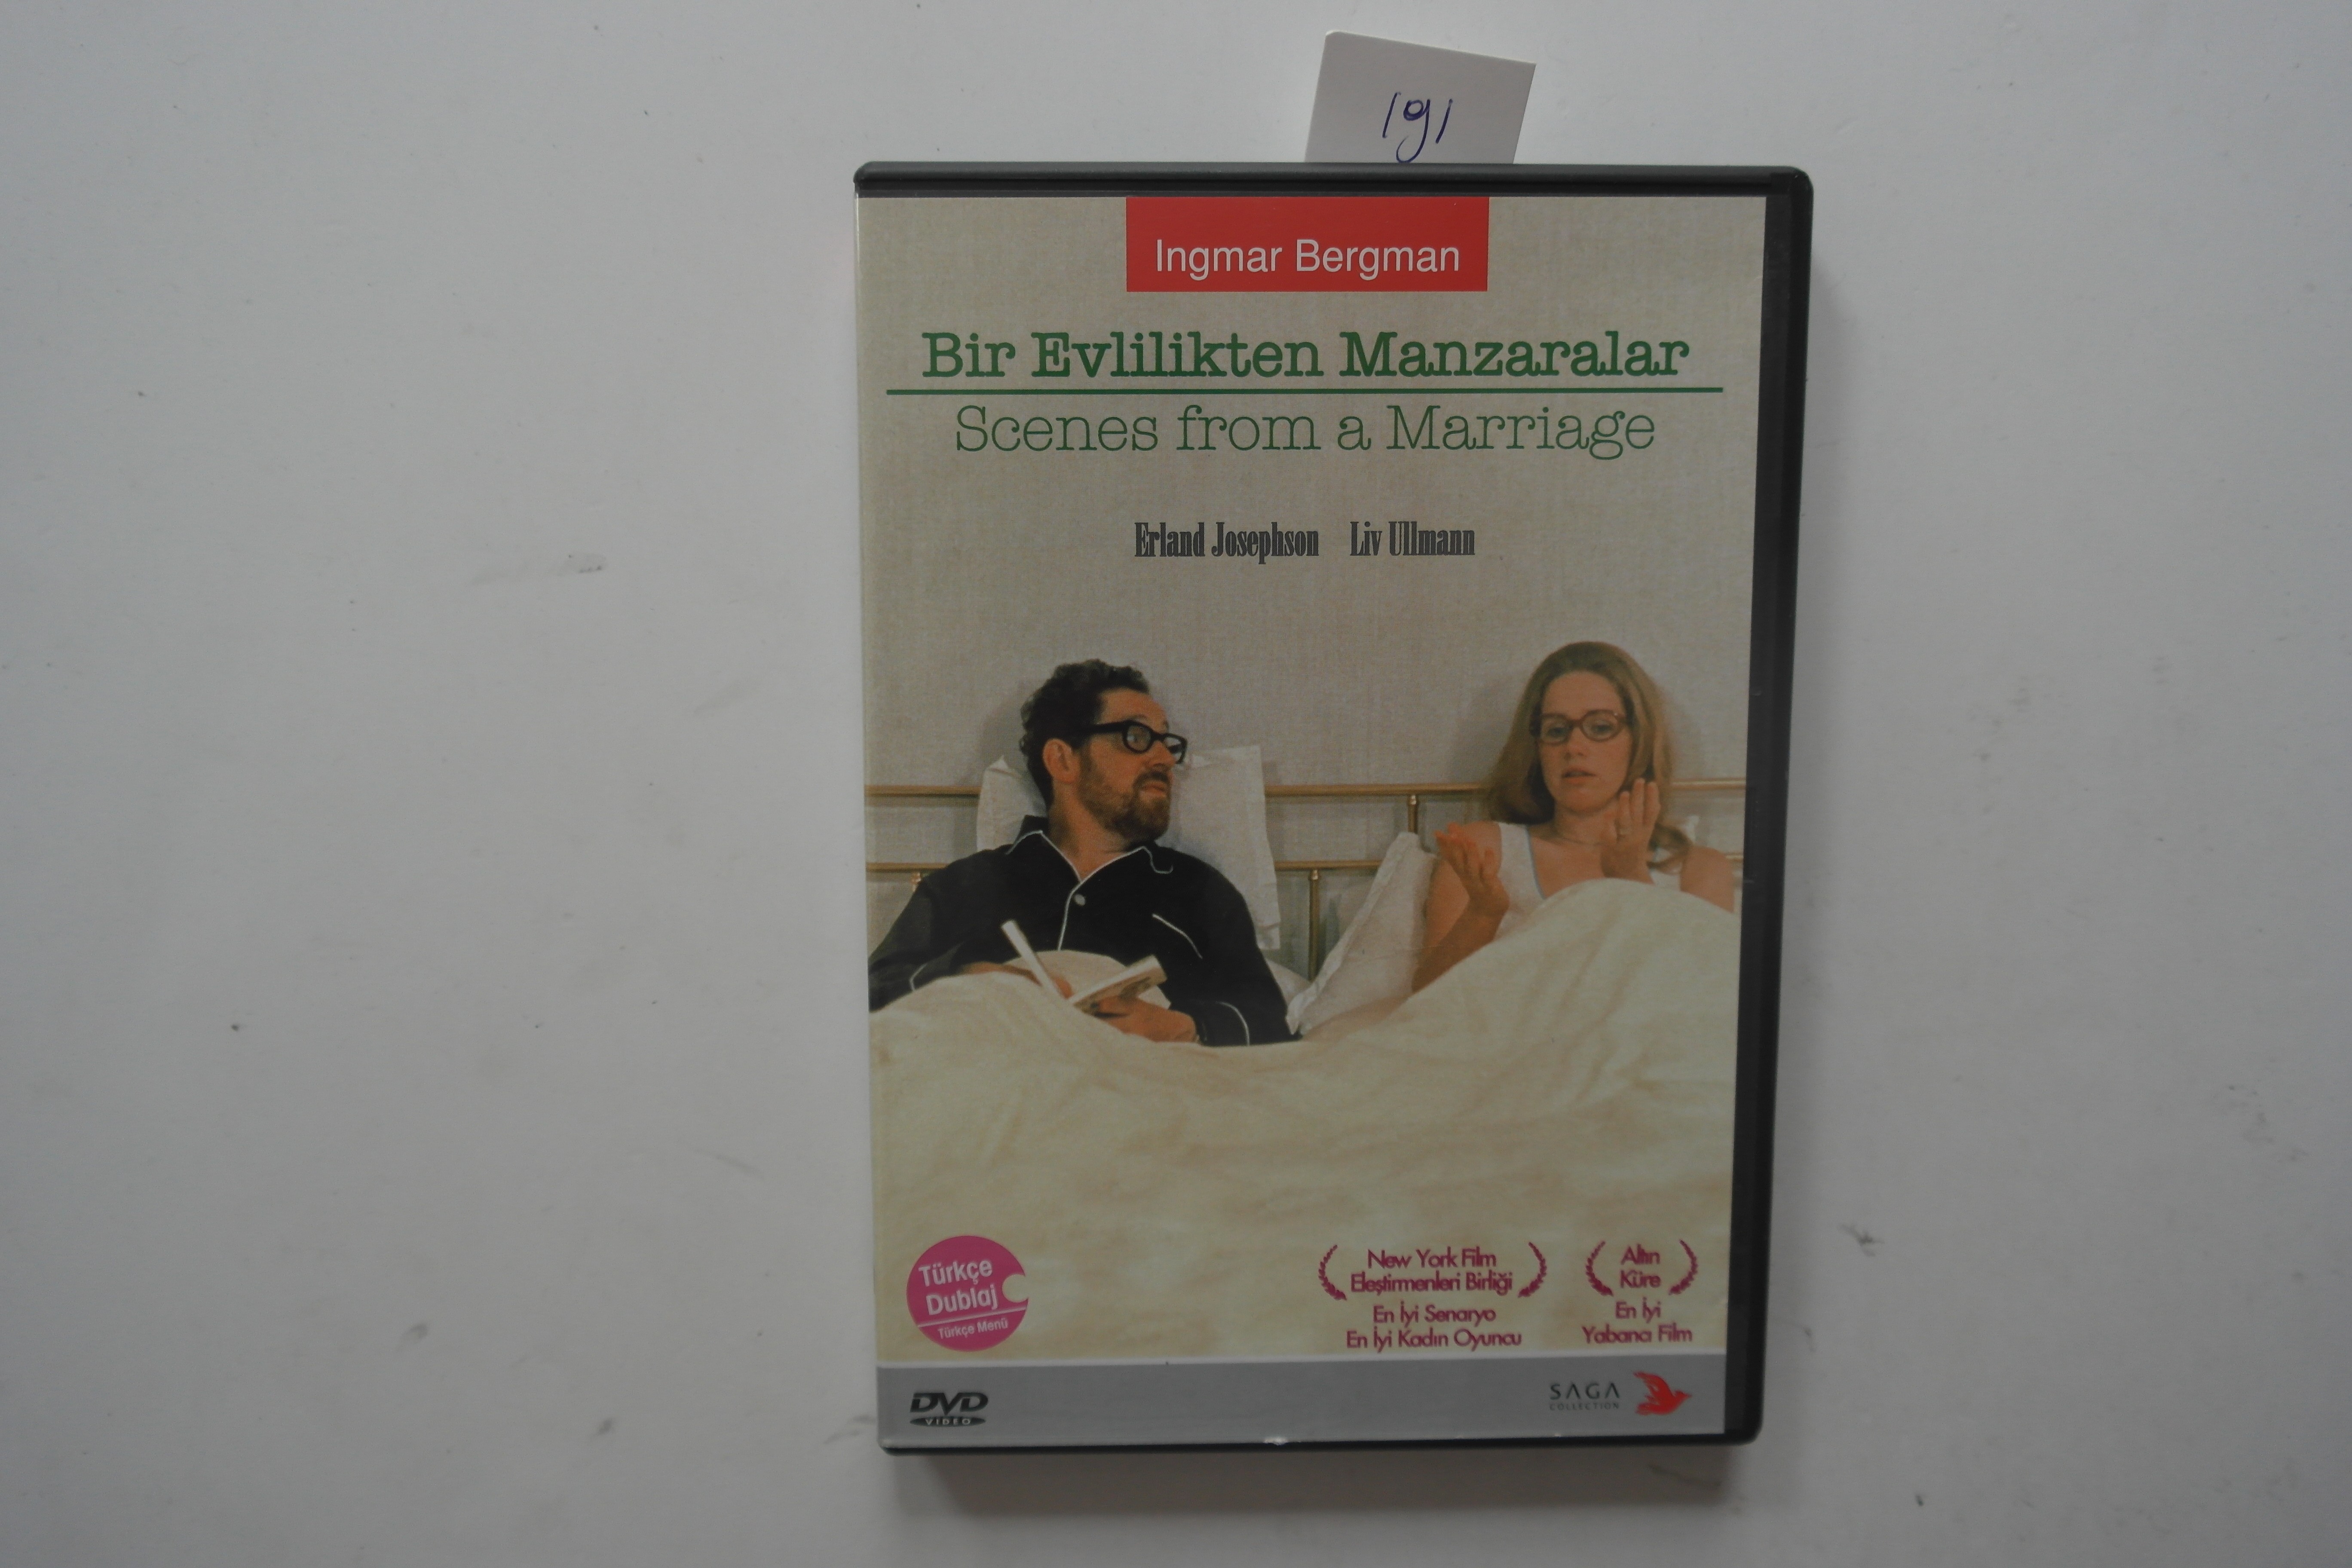 191
Ingmar Bergman
Bir Evlilikten Manzaralar
Scenes from a Marriage
Erland Josephson Liv Ullmann
Türkçe
Dublaj
Türkçe Menü
New York Film
Eleştirmenleri Birliği
En İyi Senaryo
En İyi Kadın Oyuncu
Altın
Küre
En İyi
Yabancı Film
DVD
VIDEO
SAGA
COLLECTION